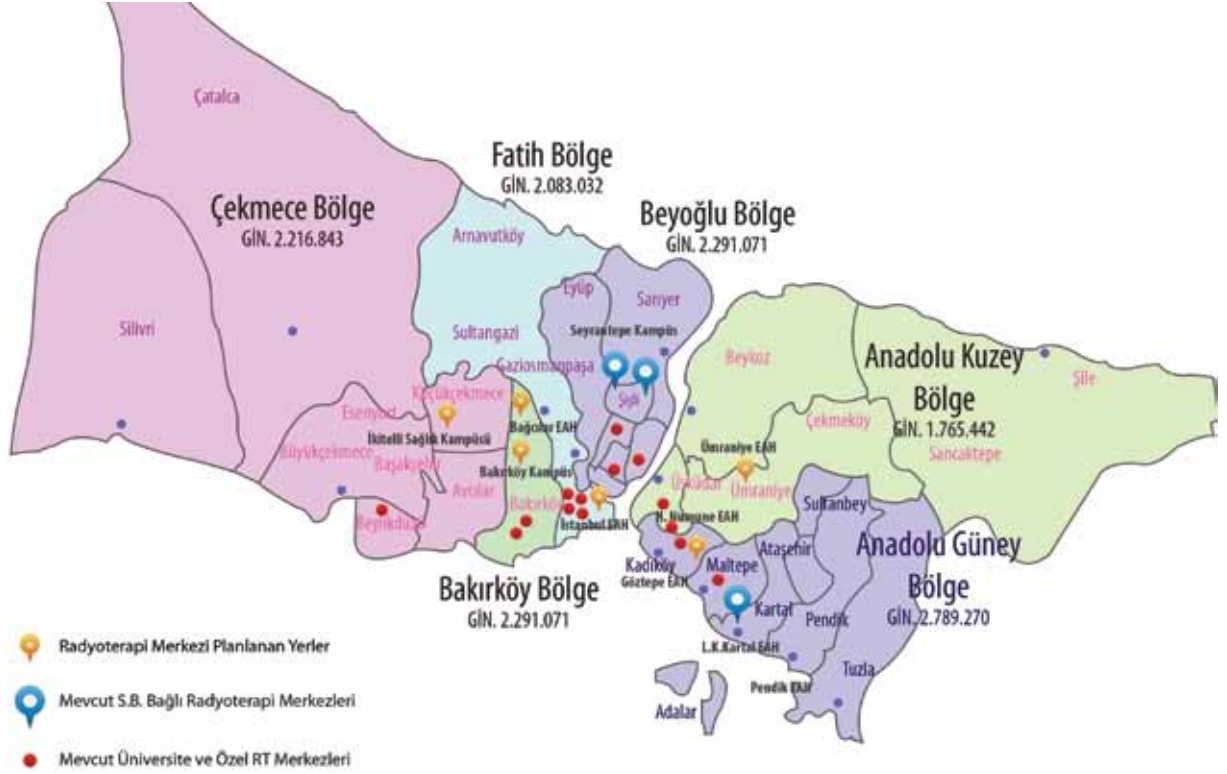 Çatalca
Fatih Bölge
GİN. 2.083.032
Çekmece Bölge
GİN. 2.216.843
Beyoğlu Bölge
GİN. 2.291.071
Arnavutköy
Eyüp
Sarıyer
Silivri
Sultangazi
Seyrantepe Kampüs
Gaziosmanpaşa
Beykoz
Anadolu Kuzey
Bölge
GİN. 1.765.442
Şile
Şişli
Küçükçekmece
Esenyurt
Bağcılar EAH
Çekmeköy
İkitelli Sağlık Kampüsü
Ümraniye EAH
Sancaktepe
Büyükçekmece
Başakşehir
Bakırköy Kampüs
Avcılar
Bakırköy
Üsküdar
Ümraniye
Sultanbey
Beylikdüzü
İstanbul EAH
H. Numune EAH
Ataşehir
Anadolu Güney
Bölge
GİN. 2.789.270
Kadıköy
Maltepe
Göztepe EAH
Bakırköy Bölge
GİN. 2.291.071
Kartal
Pendik
L.K.Kartal EAH
Tuzla
Pendik EAH
Adalar
Radyoterapi Merkezi Planlanan Yerler
Mevcut S.B. Bağlı Radyoterapi Merkezleri
Mevcut Üniversite ve Özel RT Merkezleri